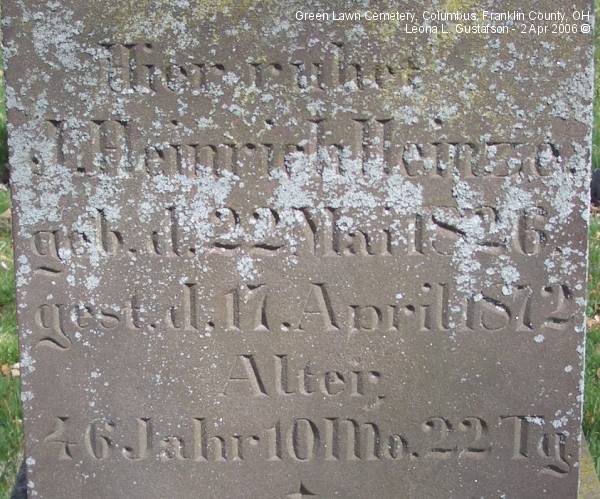 Green Lawn Cemetery, Columbus, Franklin County, OH
Leona L. Gustafson - 2 Apr 2006 ©
Hier ruhet
J. Heinrich Heinze.
geb. d. 22 Mai 1826.
gest. d. 17. April 1872
Alter,
46 Jahr 10 Mo. 22 Tg.